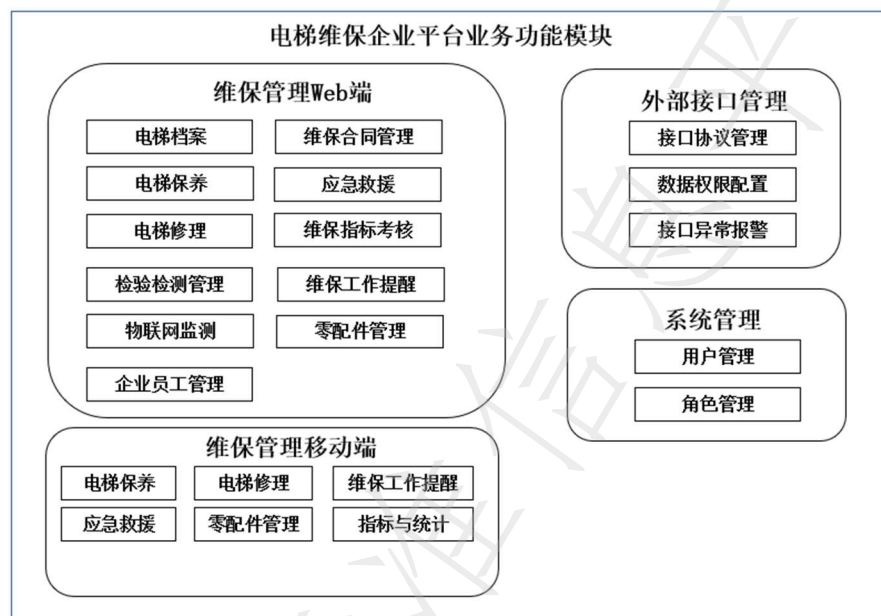 电梯维保企业平台业务功能模块
维保管理Web端
电梯档案
维保合同管理
电梯保养
应急救援
电梯修理
维保指标考核
检验检测管理
维保工作提醒
物联网监测
零配件管理
企业员工管理
维保管理移动端
电梯保养
电梯修理
维保工作提醒
应急救援
零配件管理
指标与统计
外部接口管理
接口协议管理
数据权限配置
接口异常报警
系统管理
用户管理
角色管理
准信息平